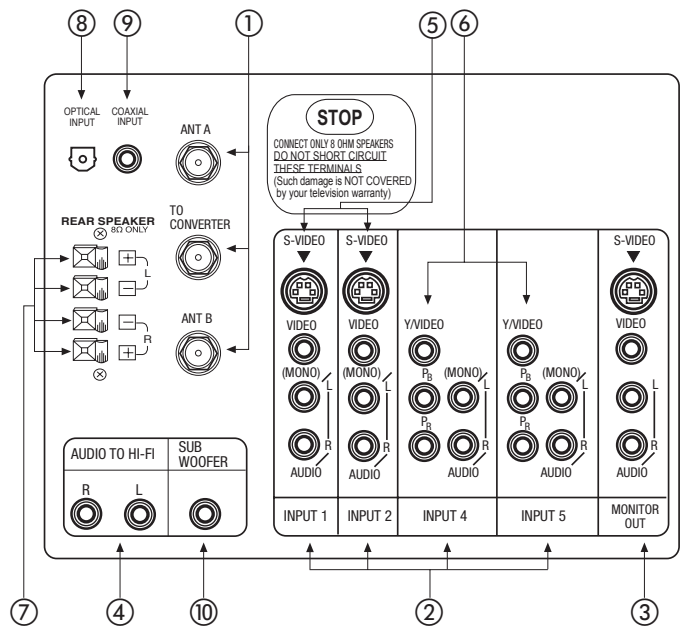 ⑧ ⑨ ① ⑤ ⑥
OPTICAL
INPUT
COAXIAL
INPUT
ANT A
STOP
CONNECT ONLY 8 OHM SPEAKERS
DO NOT SHORT CIRCUIT
THESE TERMINALS
(Such damage is NOT COVERED
by your television warranty)
TO
CONVERTER
REAR SPEAKER
8Ω ONLY
+
−
L
−
+
R
ANT B
S-VIDEO
VIDEO
(MONO)
L
R
AUDIO
INPUT 1
S-VIDEO
VIDEO
(MONO)
L
R
AUDIO
INPUT 2
Y/VIDEO
PB
(MONO)
L
PR
R
AUDIO
INPUT 4
Y/VIDEO
PB
(MONO)
L
PR
R
AUDIO
INPUT 5
S-VIDEO
VIDEO
L
R
AUDIO
MONITOR
OUT
AUDIO TO HI-FI
R L
SUB
WOOFER
⑦ ④ ⑩ ② ③